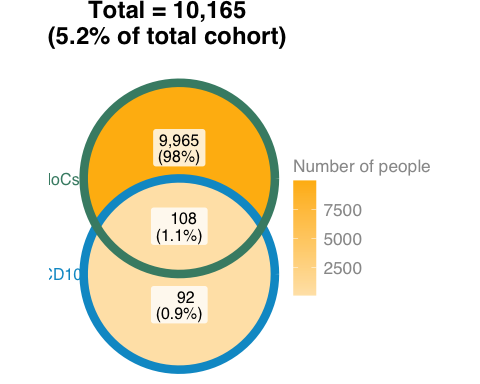 Total = 10,165
(5.2% of total cohort)
9,965
(98%)
Number of people
loCs
7500
108
(1.1%)
5000
2500
CD10
92
(0.9%)